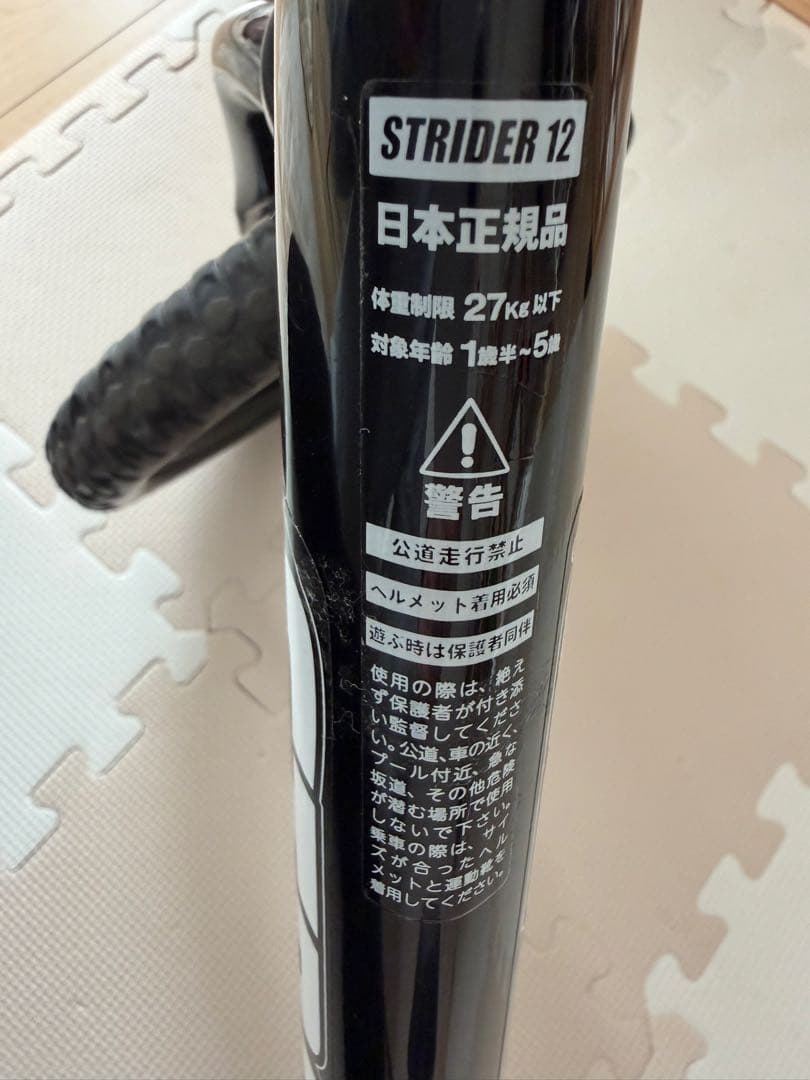 STRIDER 12
日本正規品
体重制限 27Kg 以下
対象年齢 1歳半~5歳
警告
公道走行禁止
ヘルメット着用必須
遊ぶ時は保護者同伴
使用の際は、絶え
ず保護者が付き添
い監督してくださ
い。公道、車の近く、
プール付近、急な
坂道、その他危険
が潜む場所で使用
しないで下さい。
乗車の際は、サイ
ズが合ったヘル
メットと運動靴を
着用してください。